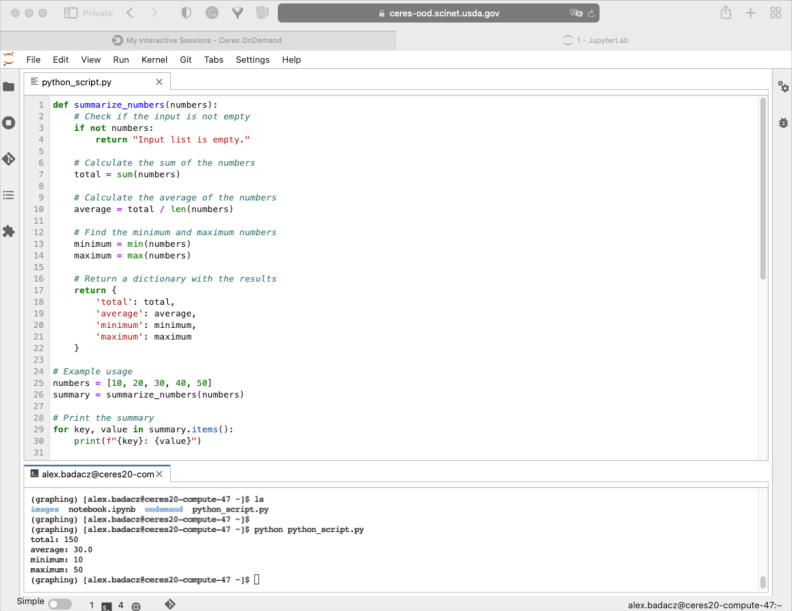 Private
ceres-ood.scinet.usda.gov
My Interactive Sessions - Ceres OnDemand
1 - JupyterLab
File Edit View Run Kernel Git Tabs Settings Help
python_script.py
1 def summarize_numbers(numbers):
2 # Check if the input is not empty
3 if not numbers:
4 return "Input list is empty."
5
6 # Calculate the sum of the numbers
7 total = sum(numbers)
8
9 # Calculate the average of the numbers
10 average = total / len(numbers)
11
12 # Find the minimum and maximum numbers
13 minimum = min(numbers)
14 maximum = max(numbers)
15
16 # Return a dictionary with the results
17 return {
18 'total': total,
19 'average': average,
20 'minimum': minimum,
21 'maximum': maximum
22 }
23
24 # Example usage
25 numbers = [10, 20, 30, 40, 50]
26 summary = summarize_numbers(numbers)
27
28 # Print the summary
29 for key, value in summary.items():
30 print(f"{key}: {value}")
31
alex.badacz@ceres20-com
(graphing) [alex.badacz@ceres20-compute-47 ~]$ ls
images notebook.ipynb ondemand python_script.py
(graphing) [alex.badacz@ceres20-compute-47 ~]$
(graphing) [alex.badacz@ceres20-compute-47 ~]$ python python_script.py
total: 150
average: 30.0
minimum: 10
maximum: 50
(graphing) [alex.badacz@ceres20-compute-47 ~]$
Simple 1 4 alex.badacz@ceres20-compute-47:~